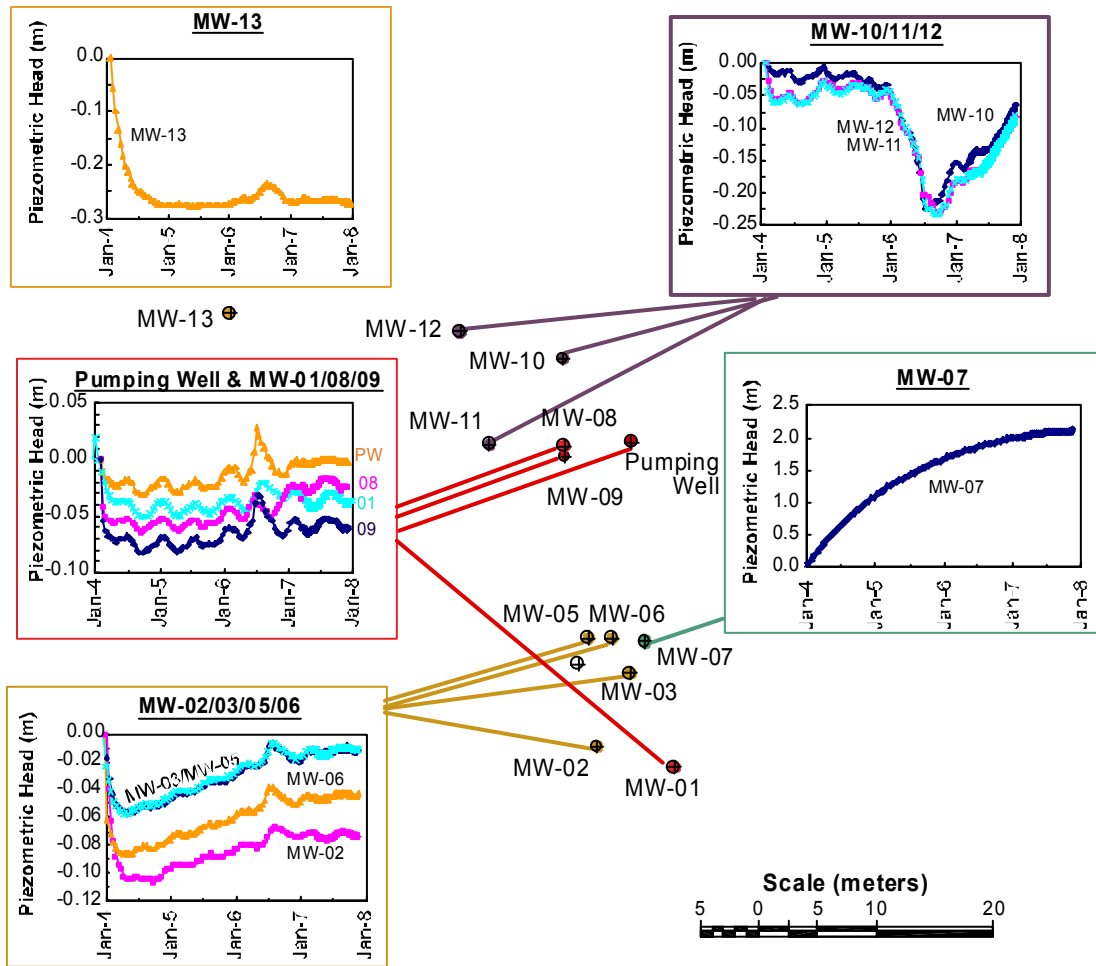 MW-13
Piezometric Head (m)
0.0
-0.1
-0.2
-0.3
MW-13
Jan-4
Jan-5
Jan-6
Jan-7
Jan-8
MW-10/11/12
Piezometric Head (m)
0.00
-0.05
-0.10
-0.15
-0.20
-0.25
MW-12
MW-11
MW-10
Jan-4
Jan-5
Jan-6
Jan-7
Jan-8
MW-13
MW-12
MW-10
MW-11
MW-08
MW-09
Pumping
Well
Pumping Well & MW-01/08/09
Piezometric Head (m)
0.05
0.00
-0.05
-0.10
PW
08
01
09
Jan-4
Jan-5
Jan-6
Jan-7
Jan-8
MW-07
Piezometric Head (m)
2.5
2.0
1.5
1.0
0.5
0.0
MW-07
Jan-4
Jan-5
Jan-6
Jan-7
Jan-8
MW-05
MW-06
MW-07
MW-03
MW-02
MW-01
MW-02/03/05/06
Piezometric Head (m)
0.00
-0.02
-0.04
-0.06
-0.08
-0.10
-0.12
MW-03/MW-05
MW-06
MW-02
Jan-4
Jan-5
Jan-6
Jan-7
Jan-8
Scale (meters)
5 0 5 10 20